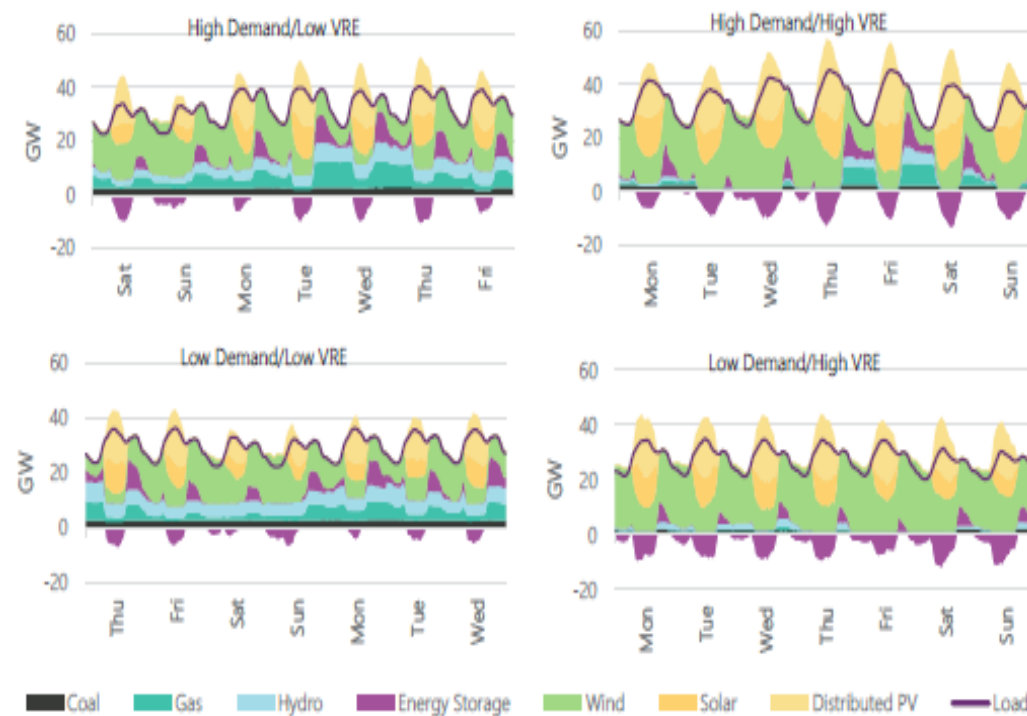 High Demand/Low VRE
60
40
20
0
-20
GW
Sat Sun Mon Tue Wed Thu Fri
High Demand/High VRE
60
40
20
0
-20
GW
Mon Tue Wed Thu Fri Sat Sun
Low Demand/Low VRE
60
40
20
0
-20
GW
Thu Fri Sat Sun Mon Tue Wed
Low Demand/High VRE
60
40
20
0
-20
GW
Mon Tue Wed Thu Fri Sat Sun
Coal Gas Hydro Energy Storage Wind Solar Distributed PV Load